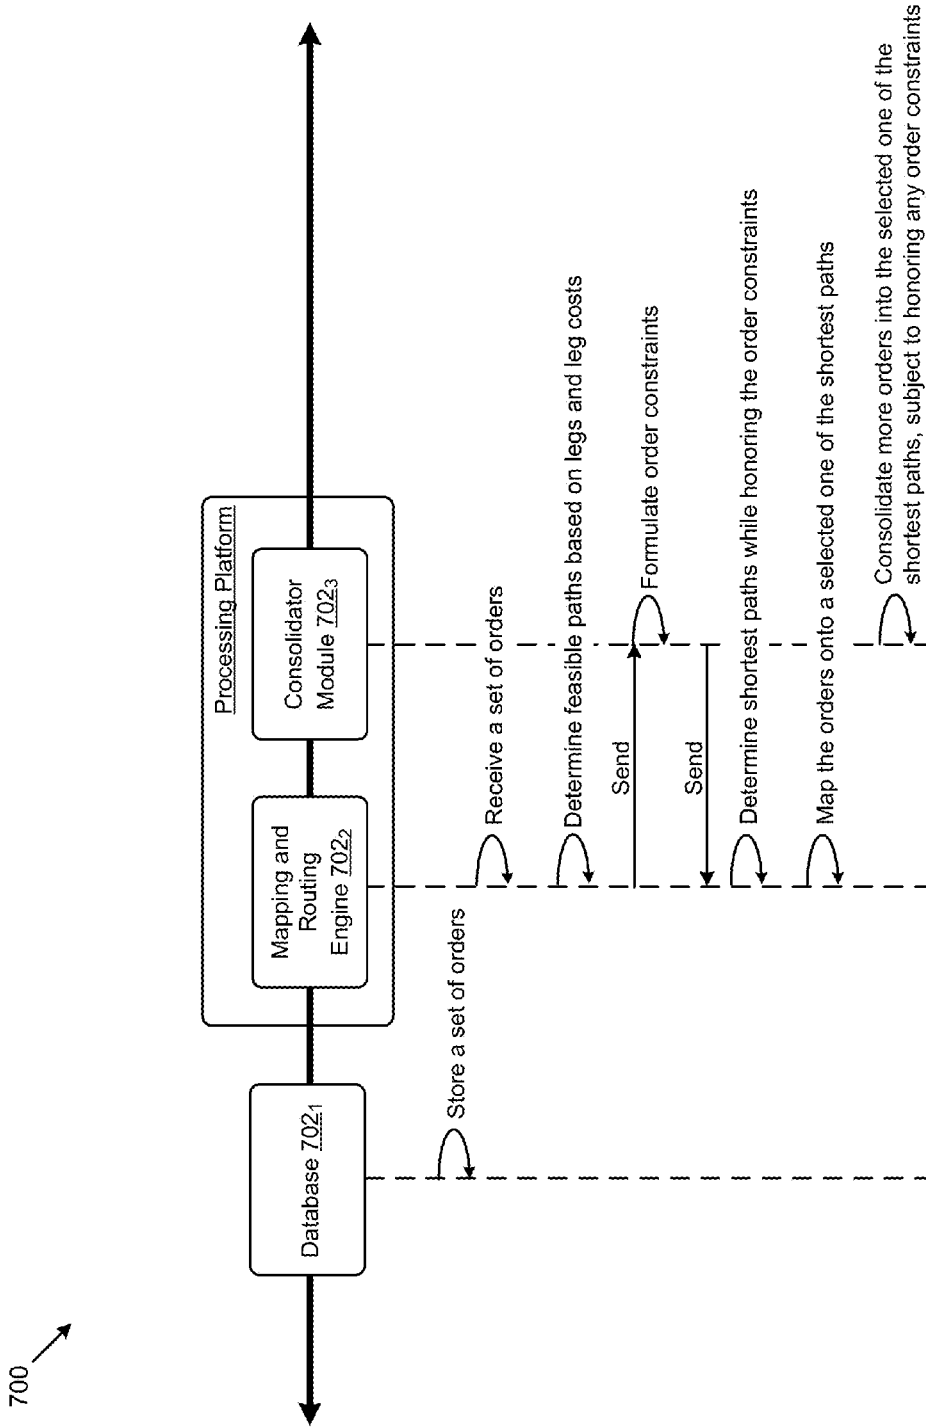 700
Processing Platform
Database 702₁
Mapping and
Routing
Engine 702₂
Consolidator
Module 702₃
Store a set of orders
Receive a set of orders
Determine feasible paths based on legs and leg costs
Send
Formulate order constraints
Send
Determine shortest paths while honoring the order constraints
Map the orders onto a selected one of the shortest paths
Consolidate more orders into the selected one of the
shortest paths, subject to honoring any order constraints